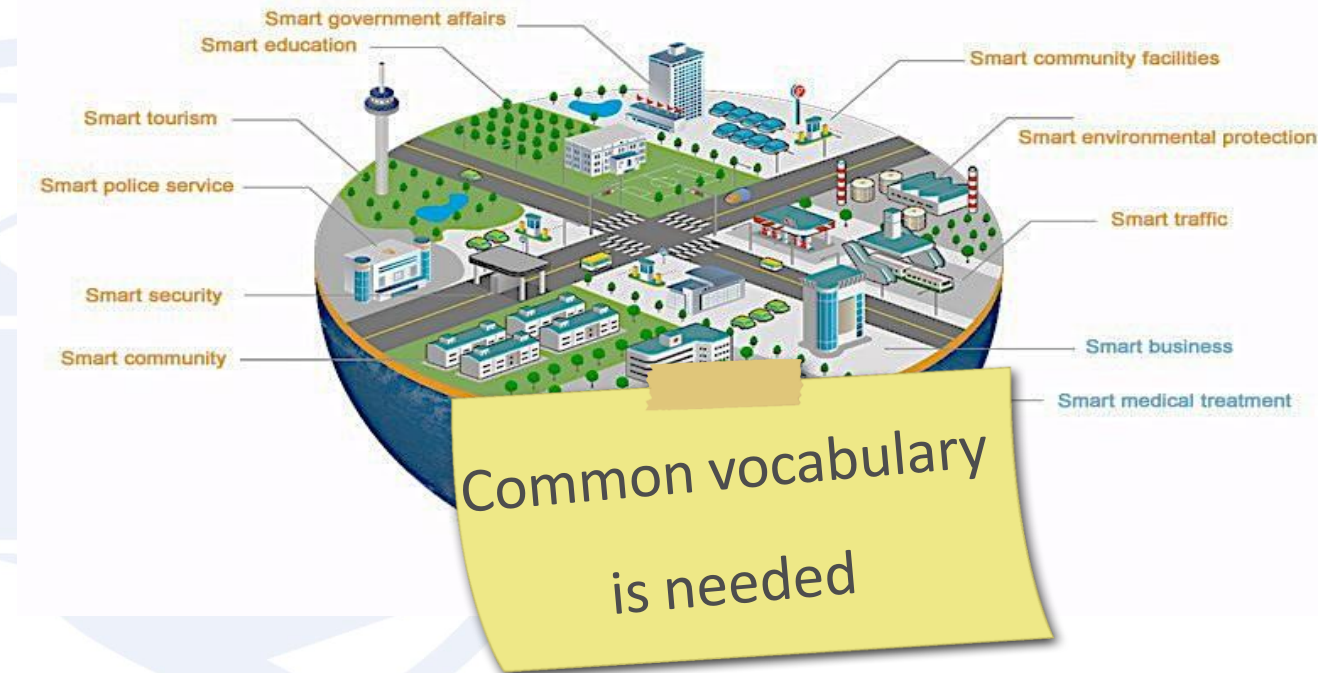 Smart government affairs
Smart education
Smart community facilities
Smart tourism
Smart environmental protection
Smart police service
Smart traffic
Smart security
Smart business
Smart community
Smart medical treatment
Common vocabulary
is needed